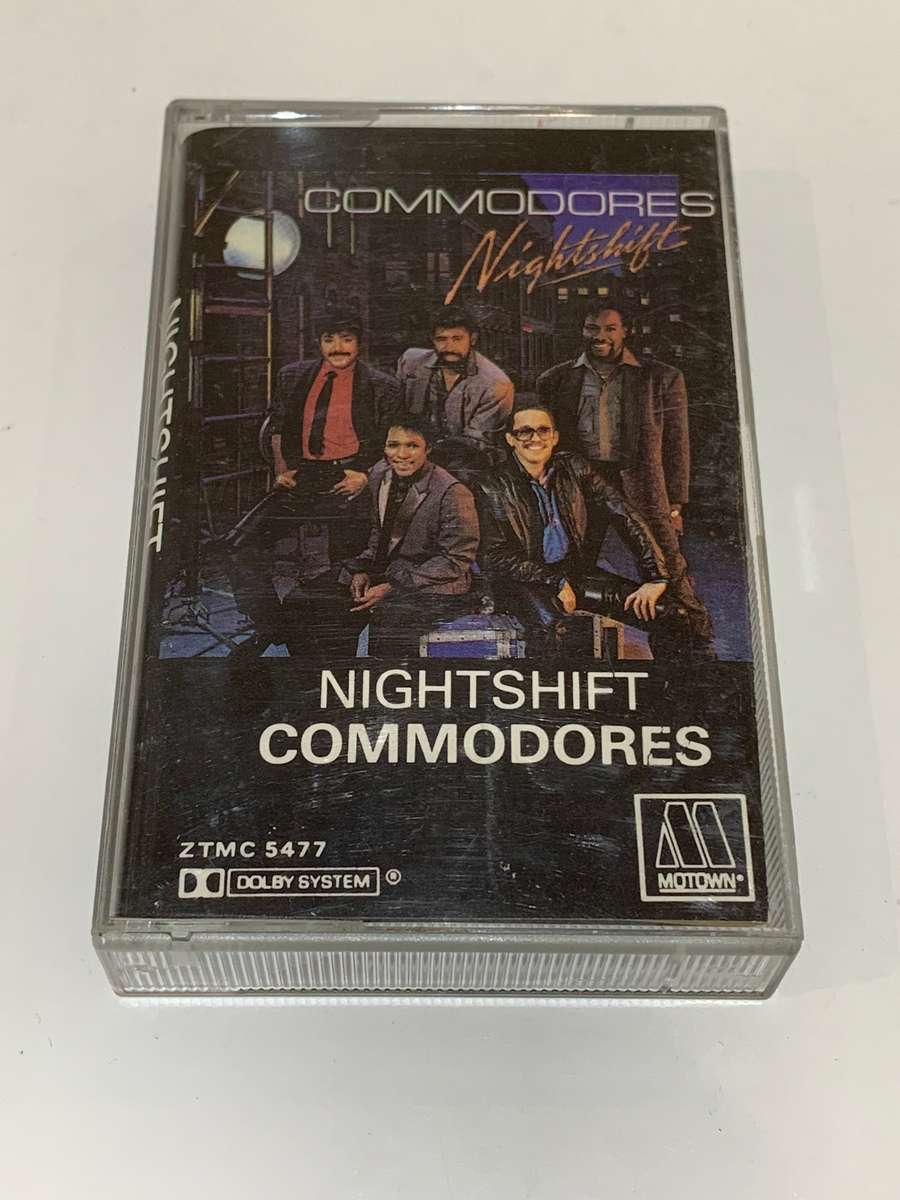 COMMODORES
Nightshift
NIGHTSHIFT
NIGHTSHIFT
COMMODORES
ZTMC 5477
DOLBY SYSTEM ®
MOTOWN®